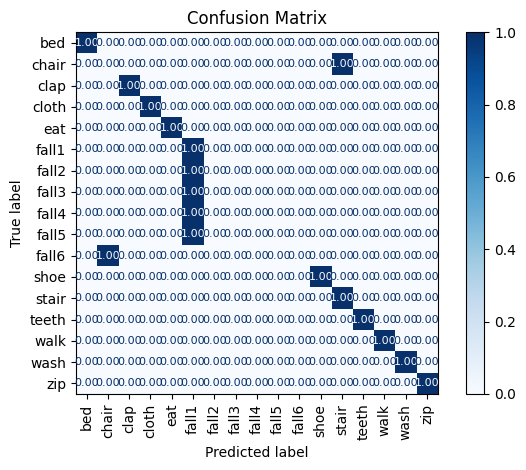 Confusion Matrix
bed 1.00 0.00 0.00 0.00 0.00 0.00 0.00 0.00 0.00 0.00 0.00 0.00 0.00 0.00 0.00 0.00 0.00
chair 0.00 0.00 0.00 0.00 0.00 0.00 0.00 0.00 0.00 0.00 0.00 0.00 1.00 0.00 0.00 0.00 0.00
clap 0.00 0.00 1.00 0.00 0.00 0.00 0.00 0.00 0.00 0.00 0.00 0.00 0.00 0.00 0.00 0.00 0.00
cloth 0.00 0.00 0.00 1.00 0.00 0.00 0.00 0.00 0.00 0.00 0.00 0.00 0.00 0.00 0.00 0.00 0.00
eat 0.00 0.00 0.00 0.00 1.00 0.00 0.00 0.00 0.00 0.00 0.00 0.00 0.00 0.00 0.00 0.00 0.00
fall1 0.00 0.00 0.00 0.00 0.00 1.00 0.00 0.00 0.00 0.00 0.00 0.00 0.00 0.00 0.00 0.00 0.00
fall2 0.00 0.00 0.00 0.00 0.00 1.00 0.00 0.00 0.00 0.00 0.00 0.00 0.00 0.00 0.00 0.00 0.00
fall3 0.00 0.00 0.00 0.00 0.00 1.00 0.00 0.00 0.00 0.00 0.00 0.00 0.00 0.00 0.00 0.00 0.00
fall4 0.00 0.00 0.00 0.00 0.00 1.00 0.00 0.00 0.00 0.00 0.00 0.00 0.00 0.00 0.00 0.00 0.00
fall5 0.00 0.00 0.00 0.00 0.00 1.00 0.00 0.00 0.00 0.00 0.00 0.00 0.00 0.00 0.00 0.00 0.00
fall6 0.00 1.00 0.00 0.00 0.00 0.00 0.00 0.00 0.00 0.00 0.00 0.00 0.00 0.00 0.00 0.00 0.00
shoe 0.00 0.00 0.00 0.00 0.00 0.00 0.00 0.00 0.00 0.00 0.00 1.00 0.00 0.00 0.00 0.00 0.00
stair 0.00 0.00 0.00 0.00 0.00 0.00 0.00 0.00 0.00 0.00 0.00 0.00 1.00 0.00 0.00 0.00 0.00
teeth 0.00 0.00 0.00 0.00 0.00 0.00 0.00 0.00 0.00 0.00 0.00 0.00 0.00 1.00 0.00 0.00 0.00
walk 0.00 0.00 0.00 0.00 0.00 0.00 0.00 0.00 0.00 0.00 0.00 0.00 0.00 0.00 1.00 0.00 0.00
wash 0.00 0.00 0.00 0.00 0.00 0.00 0.00 0.00 0.00 0.00 0.00 0.00 0.00 0.00 0.00 1.00 0.00
zip 0.00 0.00 0.00 0.00 0.00 0.00 0.00 0.00 0.00 0.00 0.00 0.00 0.00 0.00 0.00 0.00 1.00
True label
bed chair clap cloth eat fall1 fall2 fall3 fall4 fall5 fall6 shoe stair teeth walk wash zip
Predicted label
1.0
0.8
0.6
0.4
0.2
0.0